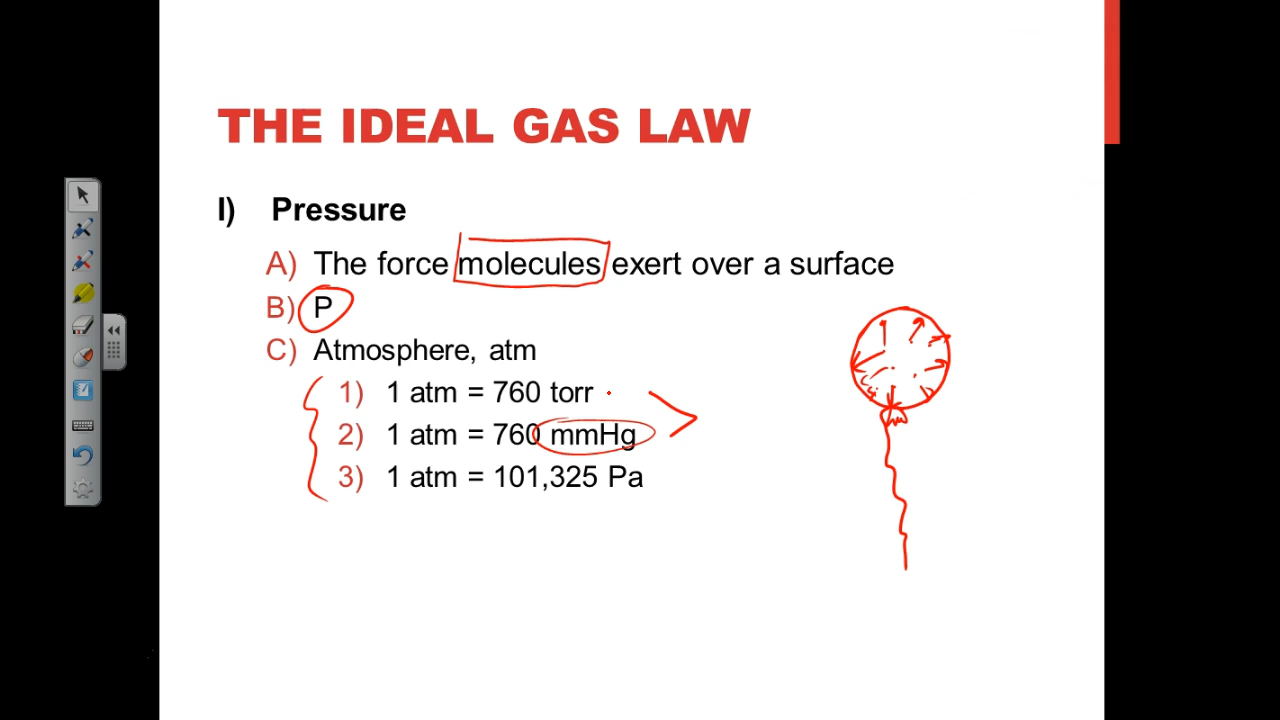 THE IDEAL GAS LAW
I) Pressure
A) The force molecules exert over a surface
B) P
C) Atmosphere, atm
1) 1 atm = 760 torr
2) 1 atm = 760 mmHg
3) 1 atm = 101,325 Pa